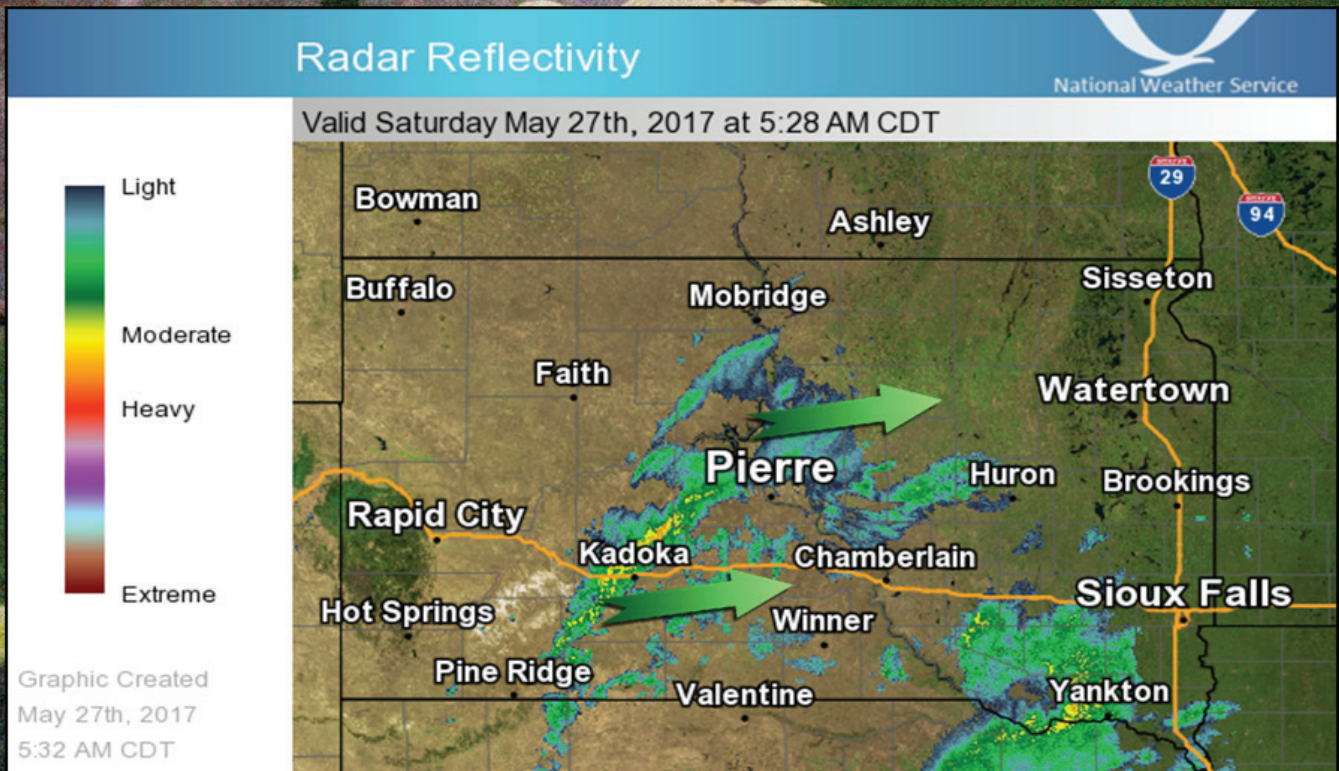 Radar Reflectivity
National Weather Service
Valid Saturday May 27th, 2017 at 5:28 AM CDT
Light
Moderate
Heavy
Extreme
Graphic Created
May 27th, 2017
5:32 AM CDT
29
94
Bowman
Ashley
Sisseton
Buffalo
Mobridge
Faith
Watertown
Pierre
Huron
Brookings
Rapid City
Kadoka
Chamberlain
Sioux Falls
Hot Springs
Winner
Pine Ridge
Valentine
Yankton